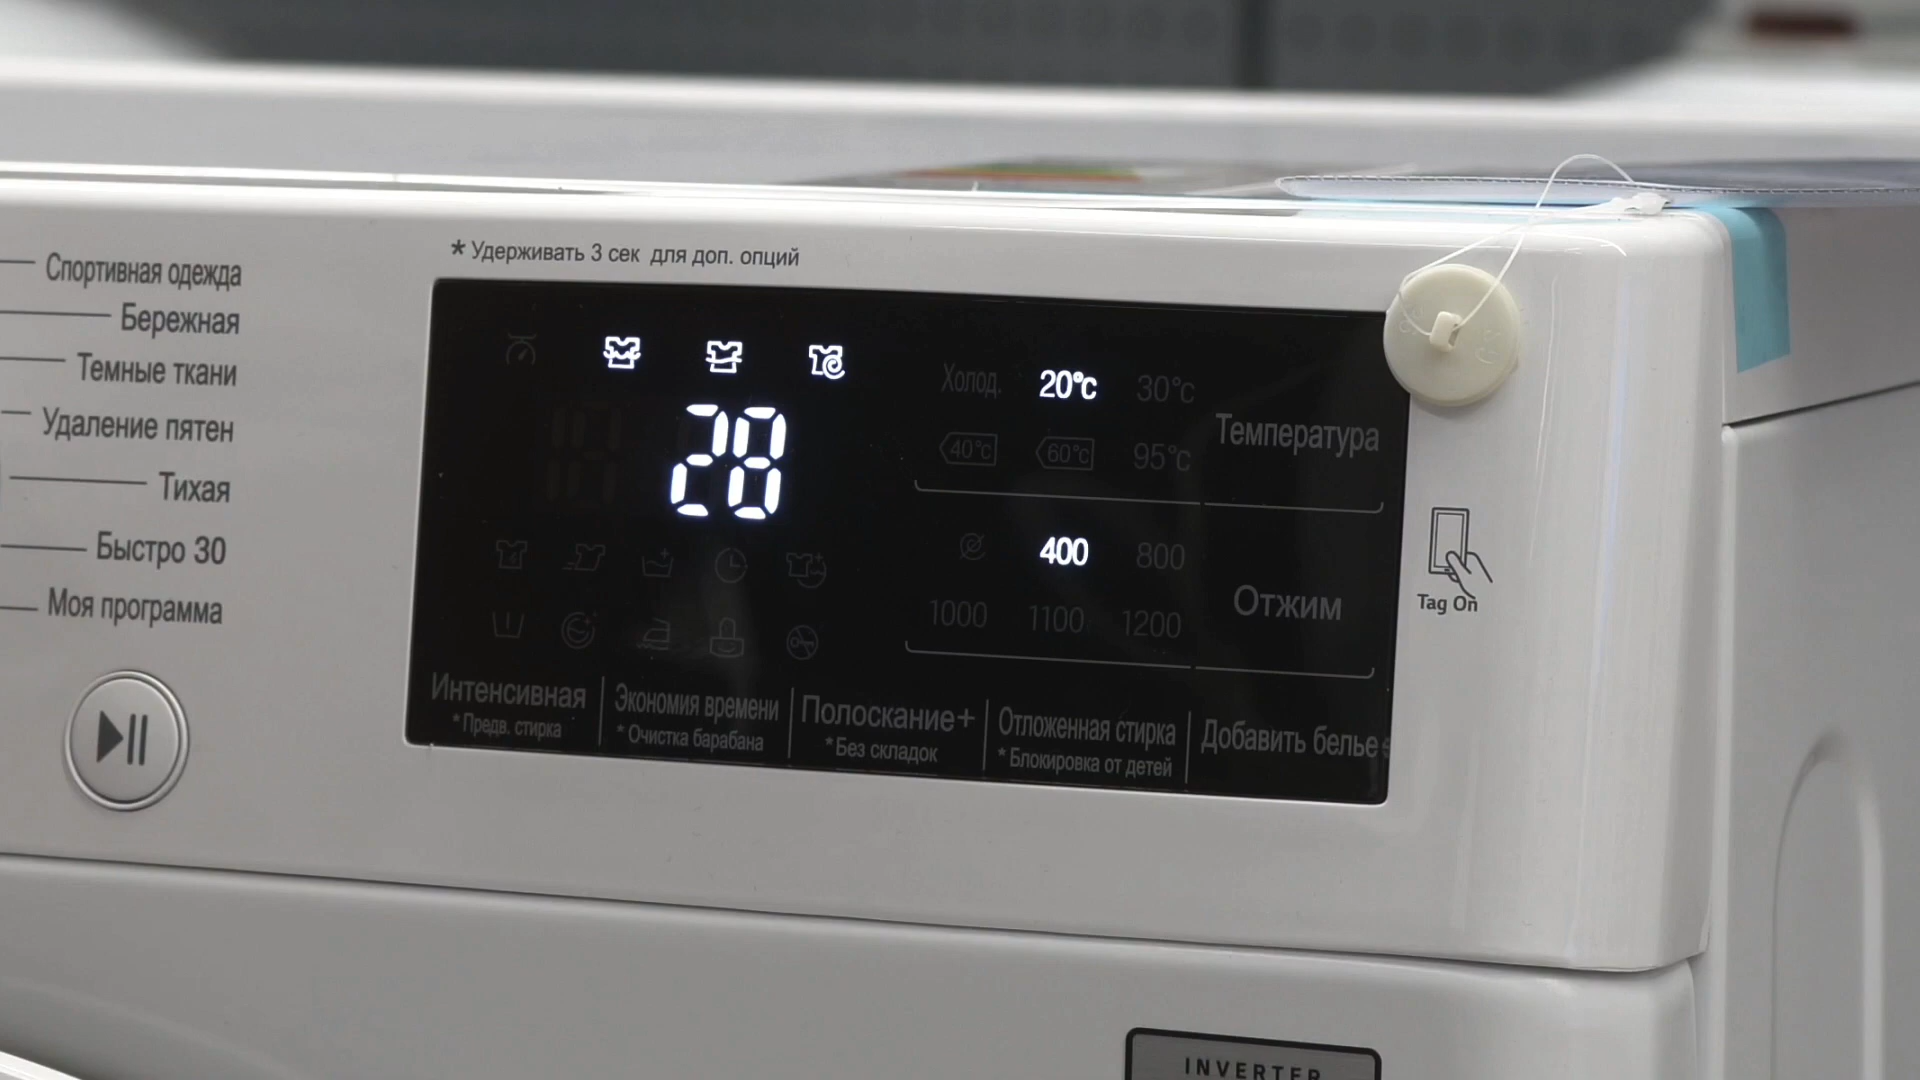 * Удерживать 3 сек для доп. опций
Спортивная одежда
Бережная
Темные ткани
Удаление пятен
Тихая
Быстро 30
Моя программа
28
Холод. 20°c 30°c
40°c 60°c 95°c
Температура
400 800
1000 1100 1200
Отжим
Интенсивная
* Предв. стирка
Экономия времени
* Очистка барабана
Полоскание+
* Без складок
Отложенная стирка
* Блокировка от детей
Добавить белье
Tag On
INVERTER